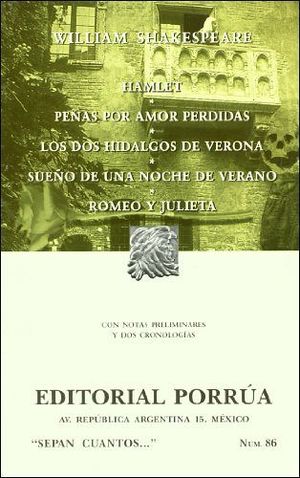 WILLIAM SHAKESPEARE
HAMLET
PEÑAS POR AMOR PERDIDAS
LOS DOS HIDALGOS DE VERONA
SUEÑO DE UNA NOCHE DE VERANO
ROMEO Y JULIETA
CON NOTAS PRELIMINARES
Y DOS CRONOLOGÍAS
EDITORIAL PORRÚA
AV. REPÚBLICA ARGENTINA 15, MÉXICO
"SEPAN CUANTOS..." NÚM. 86